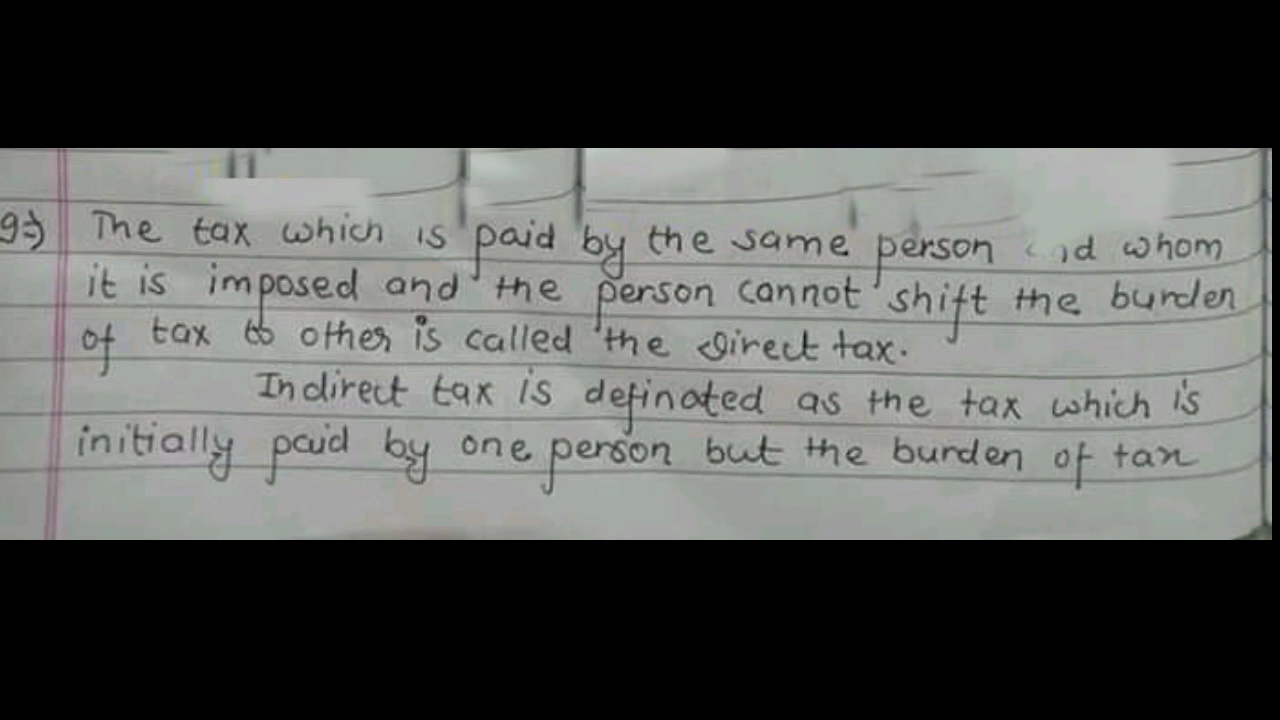 9⇒) The tax which is paid by the same person whom
it is imposed and the person cannot shift the burden
of tax to other is called the direct tax.
Indirect tax is definated as the tax which is
initially paid by one person but the burden of tax